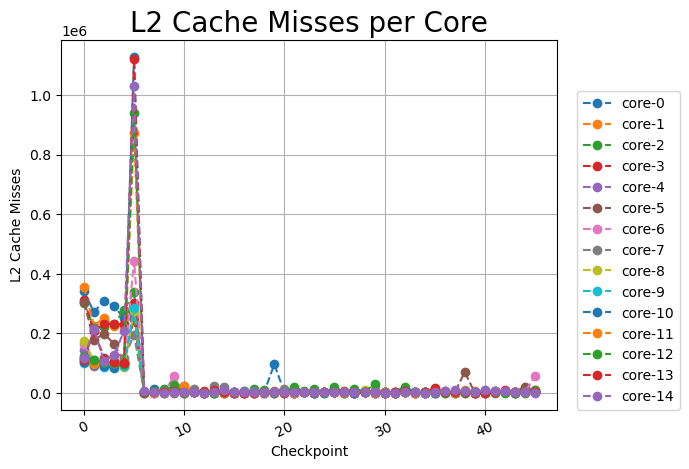 L2 Cache Misses per Core
1e6
1.0
0.8
0.6
0.4
0.2
0.0
L2 Cache Misses
0
10
20
30
40
Checkpoint
core-0
core-1
core-2
core-3
core-4
core-5
core-6
core-7
core-8
core-9
core-10
core-11
core-12
core-13
core-14